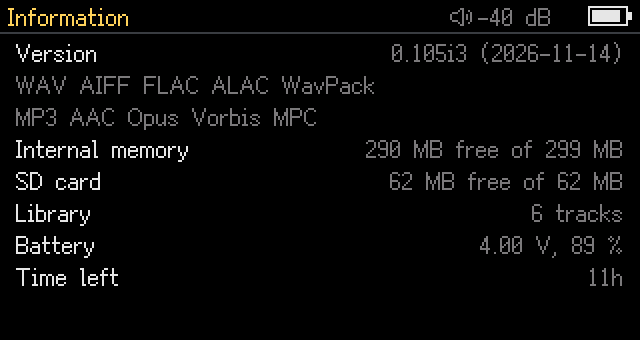 Information -40 dB
Version 0.105i3 (2026-11-14)
WAV AIFF FLAC ALAC WavPack
MP3 AAC Opus Vorbis MPC
Internal memory 290 MB free of 299 MB
SD card 62 MB free of 62 MB
Library 6 tracks
Battery 4.00 V, 89 %
Time left 11h